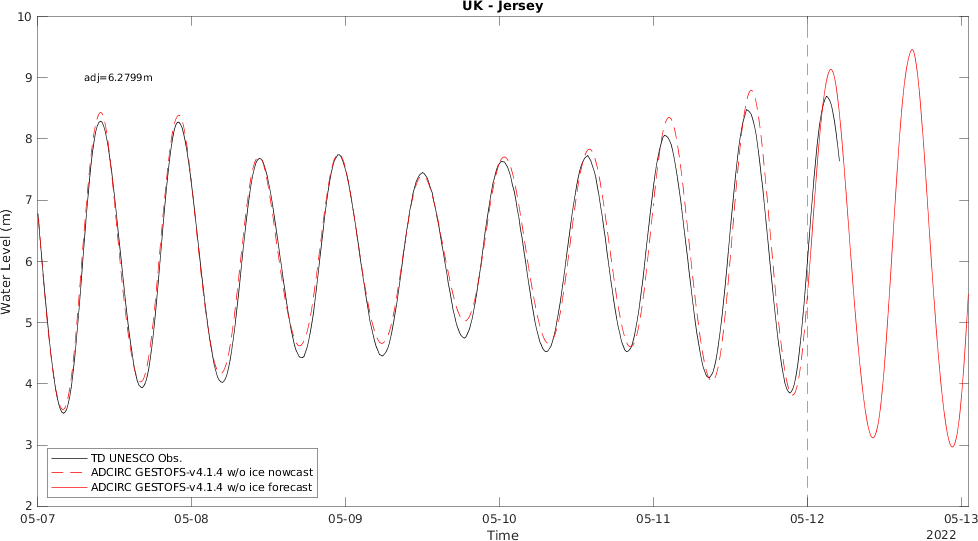 UK - Jersey
10
9
8
7
6
5
4
3
2
Water Level (m)
adj=6.2799m
TD UNESCO Obs.
ADCIRC GESTOFS-v4.1.4 w/o ice nowcast
ADCIRC GESTOFS-v4.1.4 w/o ice forecast
05-07 05-08 05-09 05-10 05-11 05-12 05-13
Time
2022